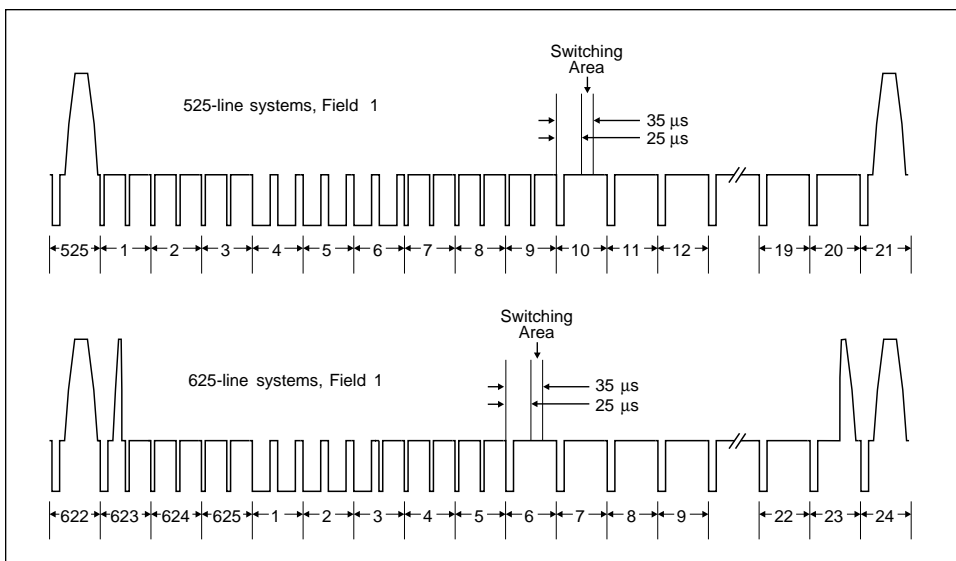 Switching
Area
525-line systems, Field 1
35 µs
25 µs
525 1 2 3 4 5 6 7 8 9 10 11 12 19 20 21
Switching
Area
625-line systems, Field 1
35 µs
25 µs
622 623 624 625 1 2 3 4 5 6 7 8 9 22 23 24